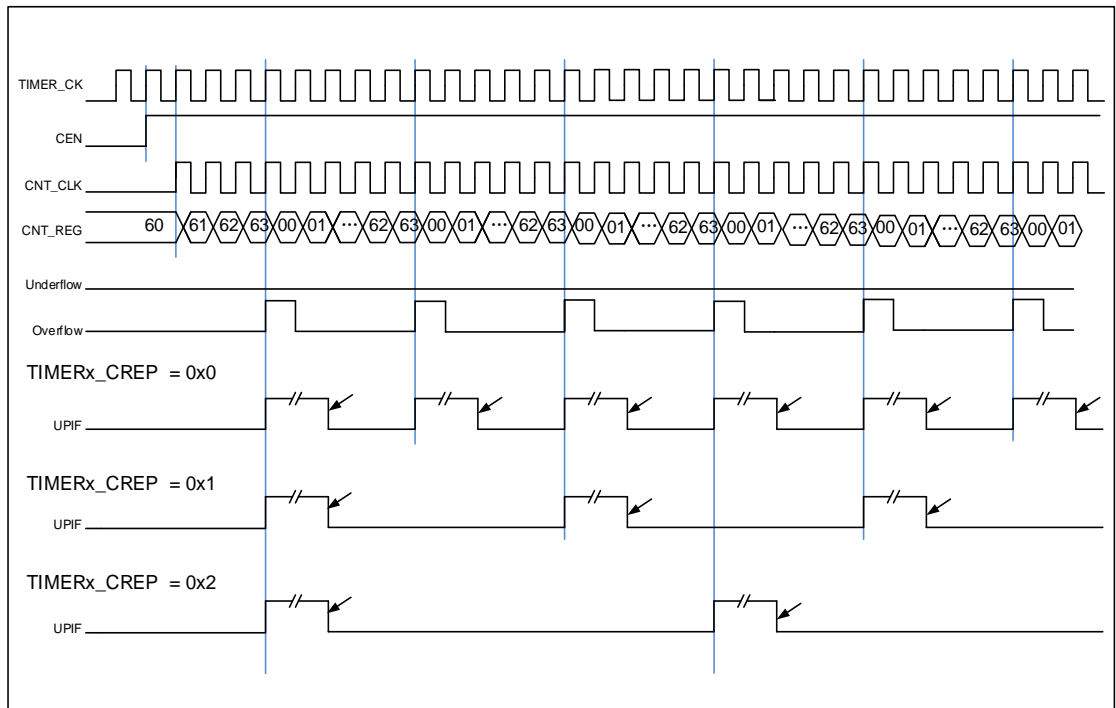 TIMER_CK
CEN
CNT_CLK
CNT_REG 60 61 62 63 00 01 ... 62 63 00 01 ... 62 63 00 01 ... 62 63 00 01 ... 62 63 00 01 ... 62 63 00 01
Underflow
Overflow
TIMERx_CREP = 0x0
UPIF
TIMERx_CREP = 0x1
UPIF
TIMERx_CREP = 0x2
UPIF